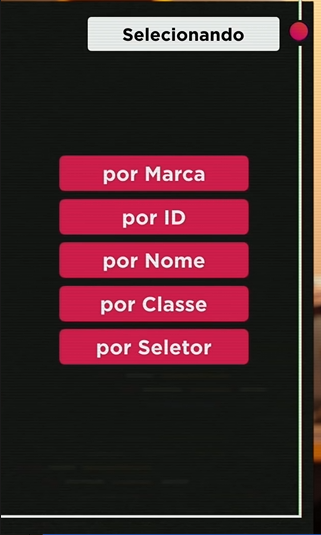 Selecionando
por Marca
por ID
por Nome
por Classe
por Seletor